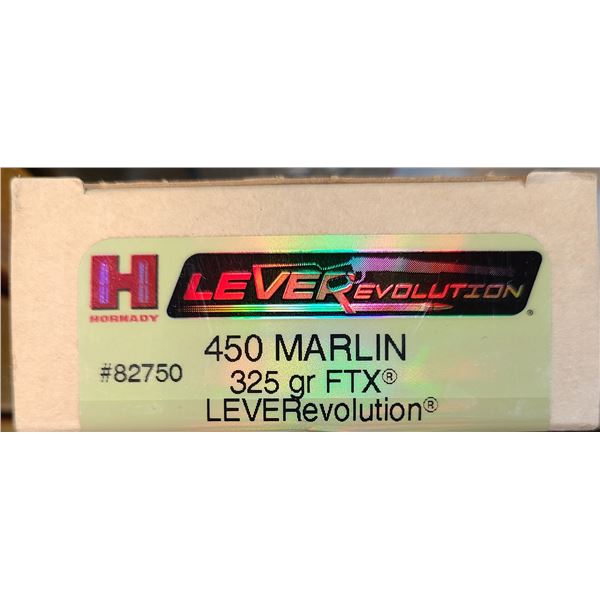 H
HORNADY
LEVEREVOLUTION®
450 MARLIN
#82750
325 gr FTX®
LEVERevolution®